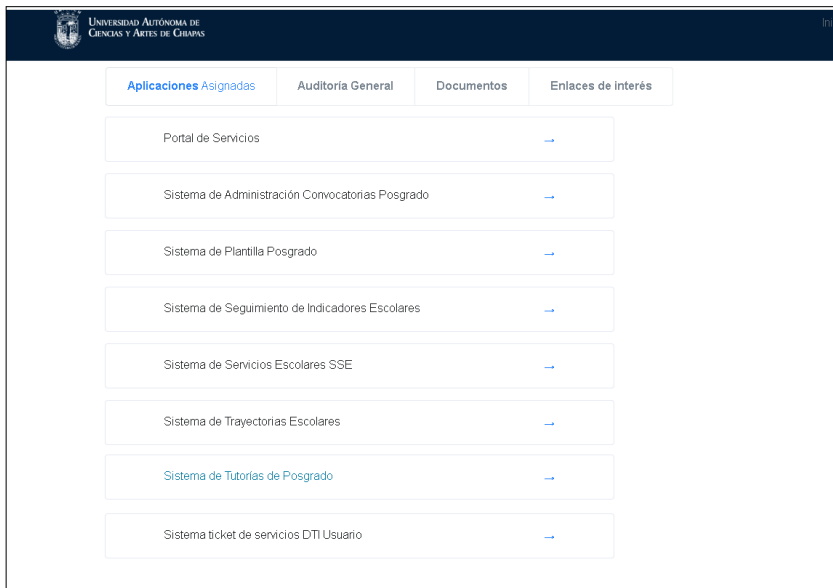 UNIVERSIDAD AUTÓNOMA DE
CIENCIAS Y ARTES DE CHIAPAS
Aplicaciones Asignadas
Auditoría General
Documentos
Enlaces de interés
Portal de Servicios
Sistema de Administración Convocatorias Posgrado
Sistema de Plantilla Posgrado
Sistema de Seguimiento de Indicadores Escolares
Sistema de Servicios Escolares SSE
Sistema de Trayectorias Escolares
Sistema de Tutorías de Posgrado
Sistema ticket de servicios DTI Usuario